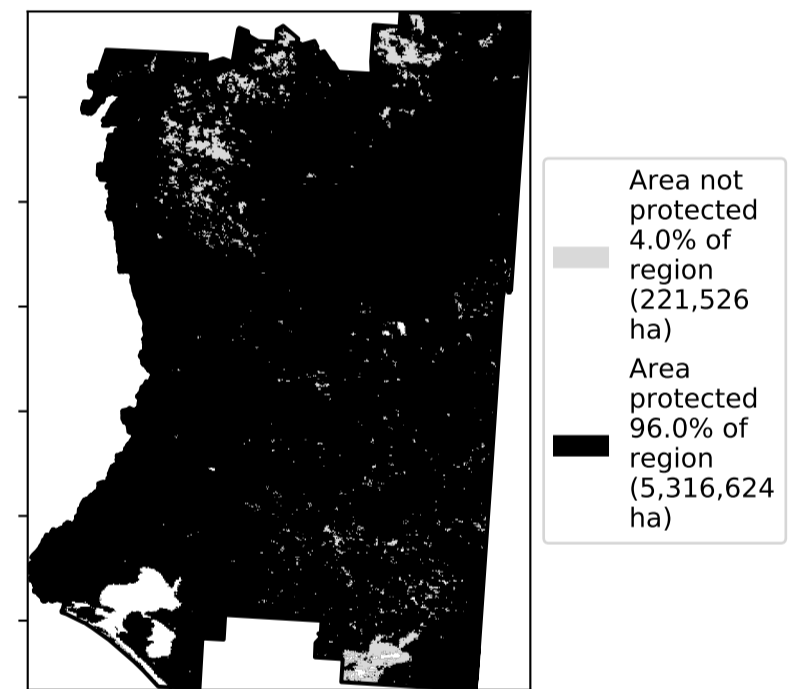 Area not
protected
4.0% of
region
(221,526
ha)
Area
protected
96.0% of
region
(5,316,624
ha)